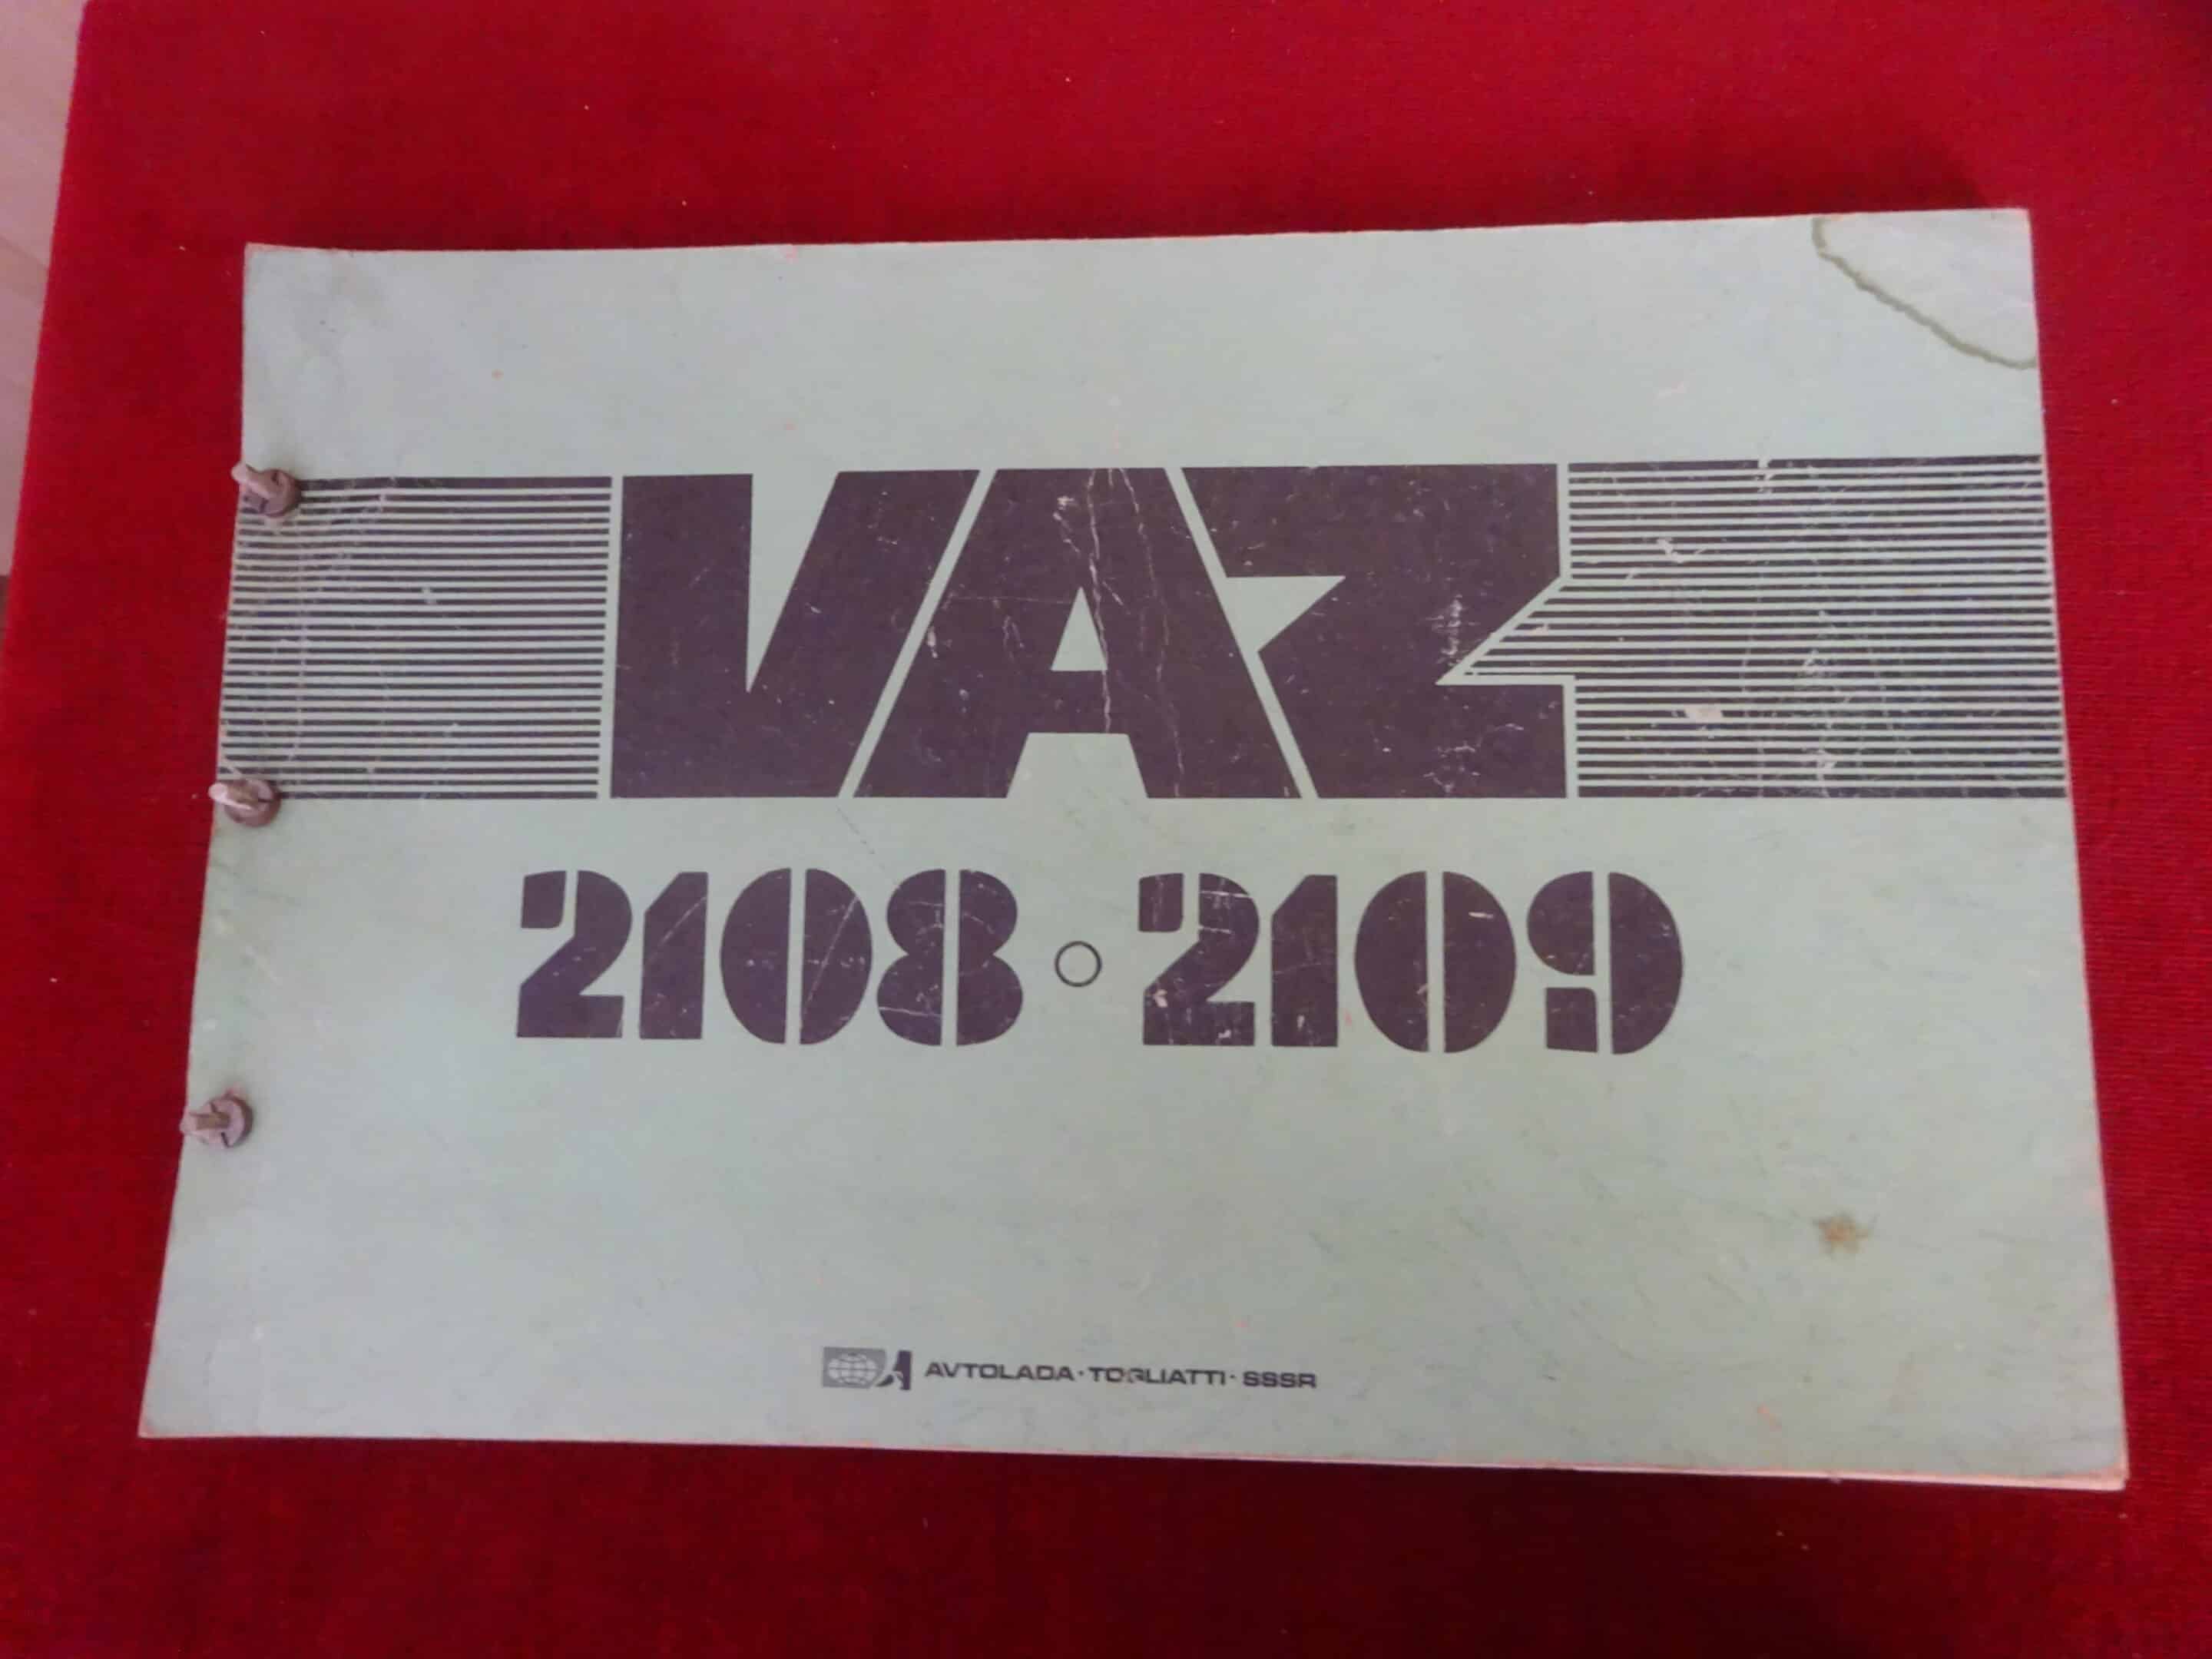 VAZ
2108 ○ 2109
AVTOLADA · TOGLIATTI · SSSR